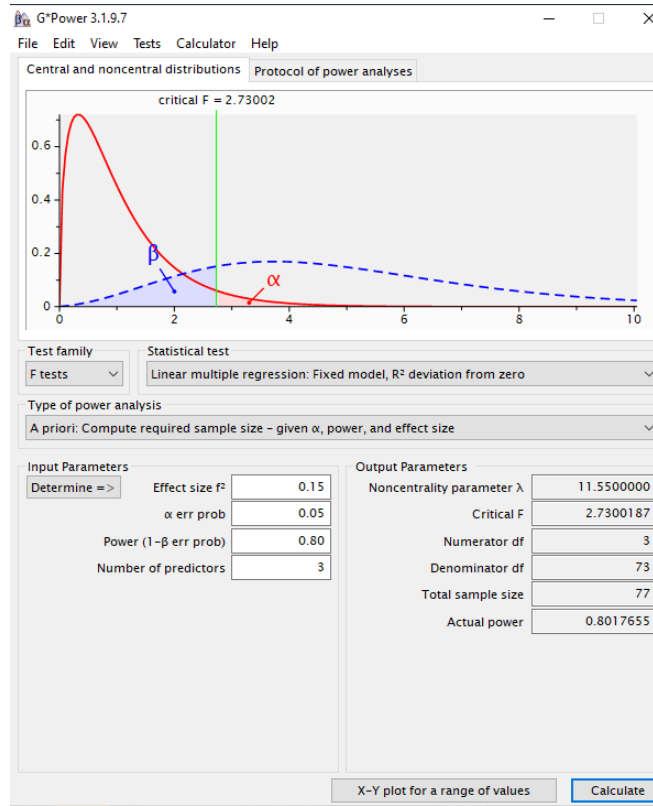 G*Power 3.1.9.7
File Edit View Tests Calculator Help
Central and noncentral distributions Protocol of power analyses
critical F = 2.73002
0.6
0.4
0.2
0
β
α
0 2 4 6 8 10
Test family Statistical test
F tests Linear multiple regression: Fixed model, R² deviation from zero
Type of power analysis
A priori: Compute required sample size – given α, power, and effect size
Input Parameters Output Parameters
Determine => Effect size f² 0.15 Noncentrality parameter λ 11.5500000
α err prob 0.05 Critical F 2.7300187
Power (1-β err prob) 0.80 Numerator df 3
Number of predictors 3 Denominator df 73
Total sample size 77
Actual power 0.8017655
X-Y plot for a range of values Calculate